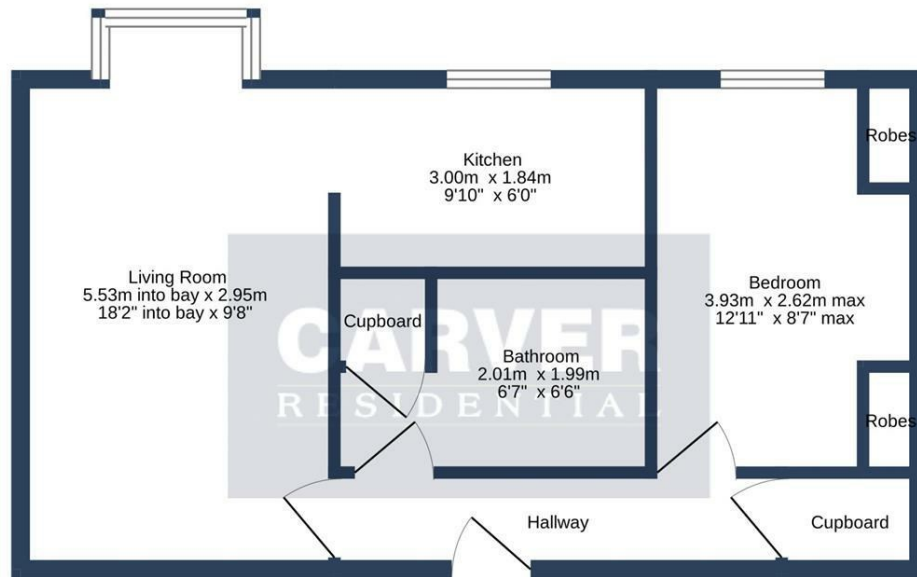 Kitchen
3.00m x 1.84m
9'10" x 6'0"
Robes
Living Room
5.53m into bay x 2.95m
18'2" into bay x 9'8"
Bedroom
3.93m x 2.62m max
12'11" x 8'7" max
Cupboard
Bathroom
2.01m x 1.99m
6'7" x 6'6"
CARVER
RESIDENTIAL
Robes
Hallway
Cupboard